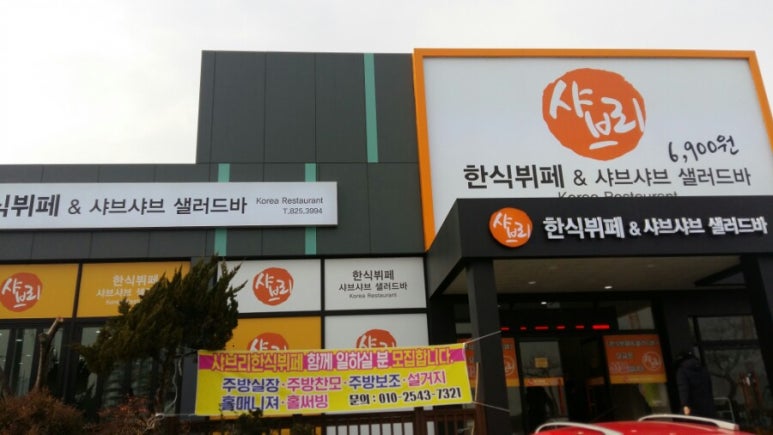 샤브리
6,900원
한식뷔페 & 샤브샤브 샐러드바
Korea Restaurant
식뷔페 & 샤브샤브 샐러드바
Korea Restaurant
T.825.3994
샤브리 한식뷔페 & 샤브샤브 샐러드바
샤브리
한식뷔페
샤브샤브 샐
Korea
샤브리
한식뷔페
샤브샤브 샐러드바
Korea Restaurant
샤브리한식뷔페 함께 일하실 분 모집합니다.
주방실장·주방찬모·주방보조·설거지
홀매니져·홀써빙 문의 : 010-2543-7321